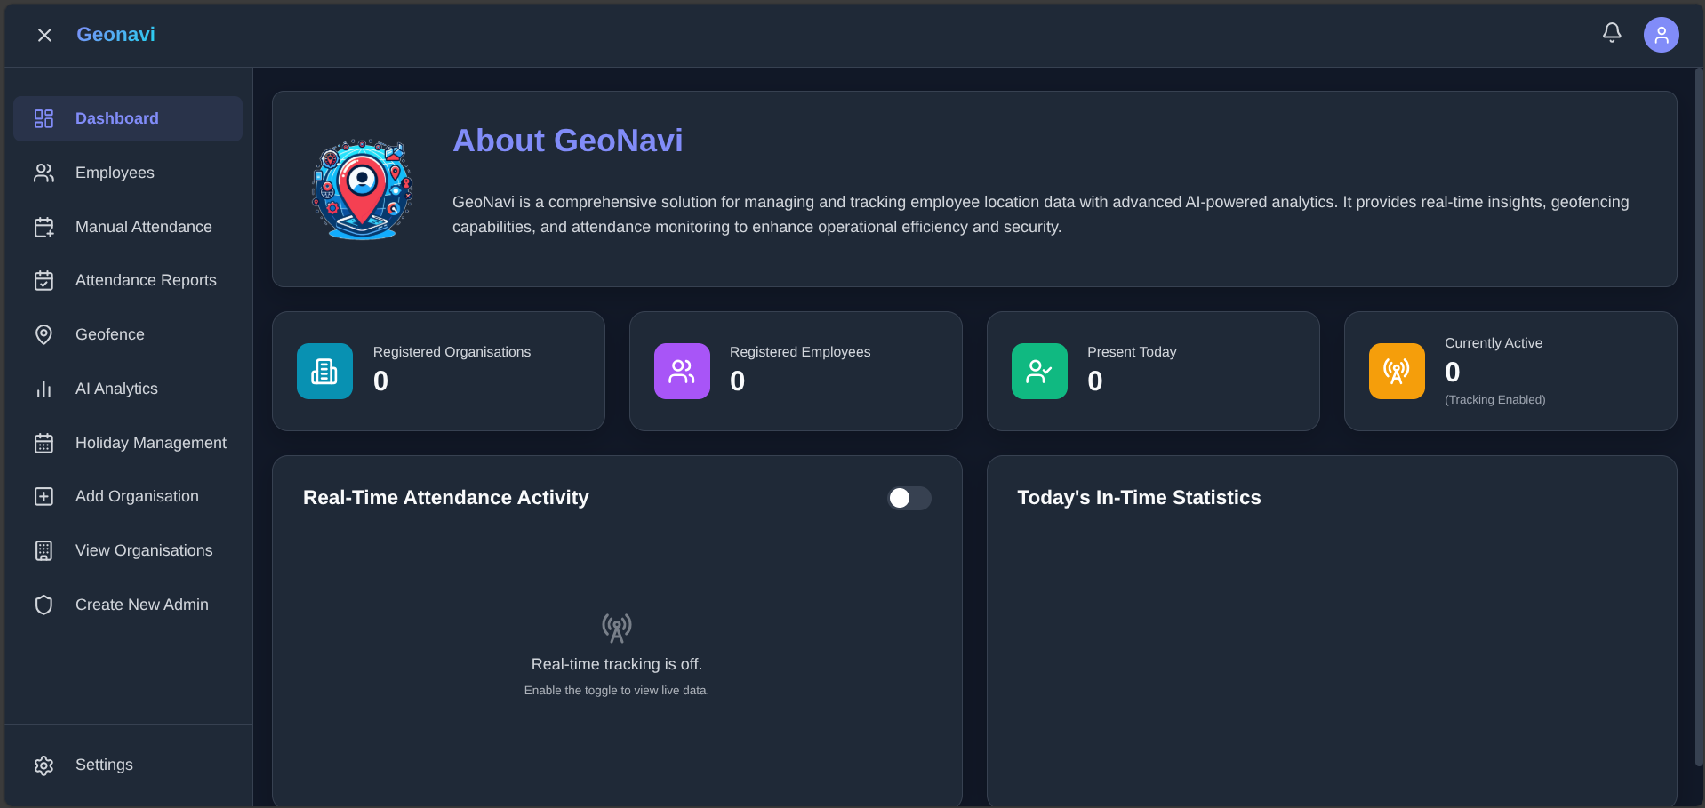 Geonavi
Dashboard
Employees
Manual Attendance
Attendance Reports
Geofence
AI Analytics
Holiday Management
Add Organisation
View Organisations
Create New Admin
Settings
About GeoNavi
GeoNavi is a comprehensive solution for managing and tracking employee location data with advanced AI-powered analytics. It provides real-time insights, geofencing
capabilities, and attendance monitoring to enhance operational efficiency and security.
Registered Organisations
0
Registered Employees
0
Present Today
0
Currently Active
0
(Tracking Enabled)
Real-Time Attendance Activity
Real-time tracking is off.
Enable the toggle to view live data.
Today's In-Time Statistics